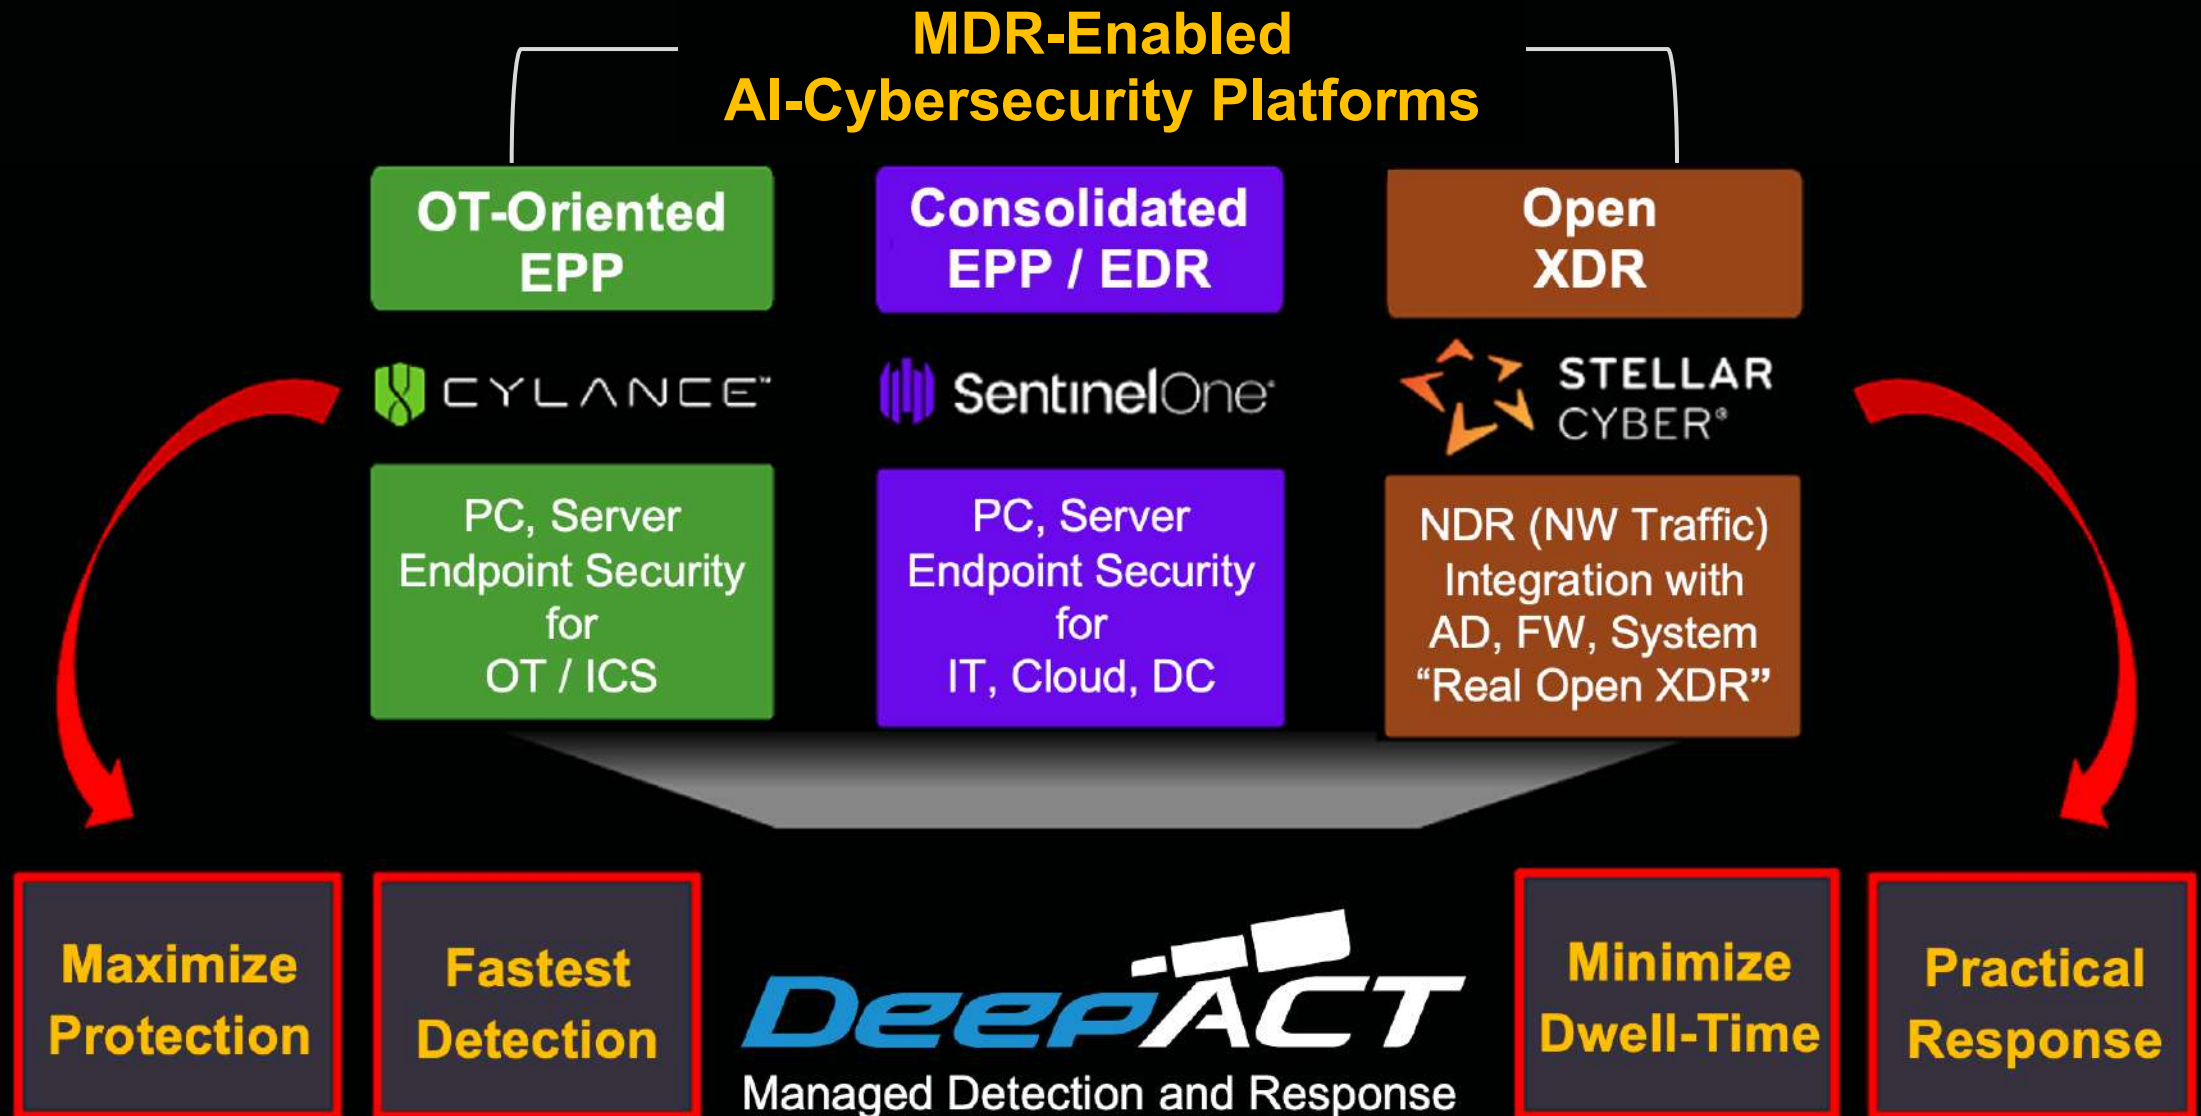 MDR-Enabled
AI-Cybersecurity Platforms
OT-Oriented
EPP
CYLANCE™
PC, Server
Endpoint Security
for
OT / ICS
Consolidated
EPP / EDR
SentinelOne®
PC, Server
Endpoint Security
for
IT, Cloud, DC
Open
XDR
STELLAR
CYBER®
NDR (NW Traffic)
Integration with
AD, FW, System
“Real Open XDR”
Maximize
Protection
Fastest
Detection
DeepACT
Managed Detection and Response
Minimize
Dwell-Time
Practical
Response